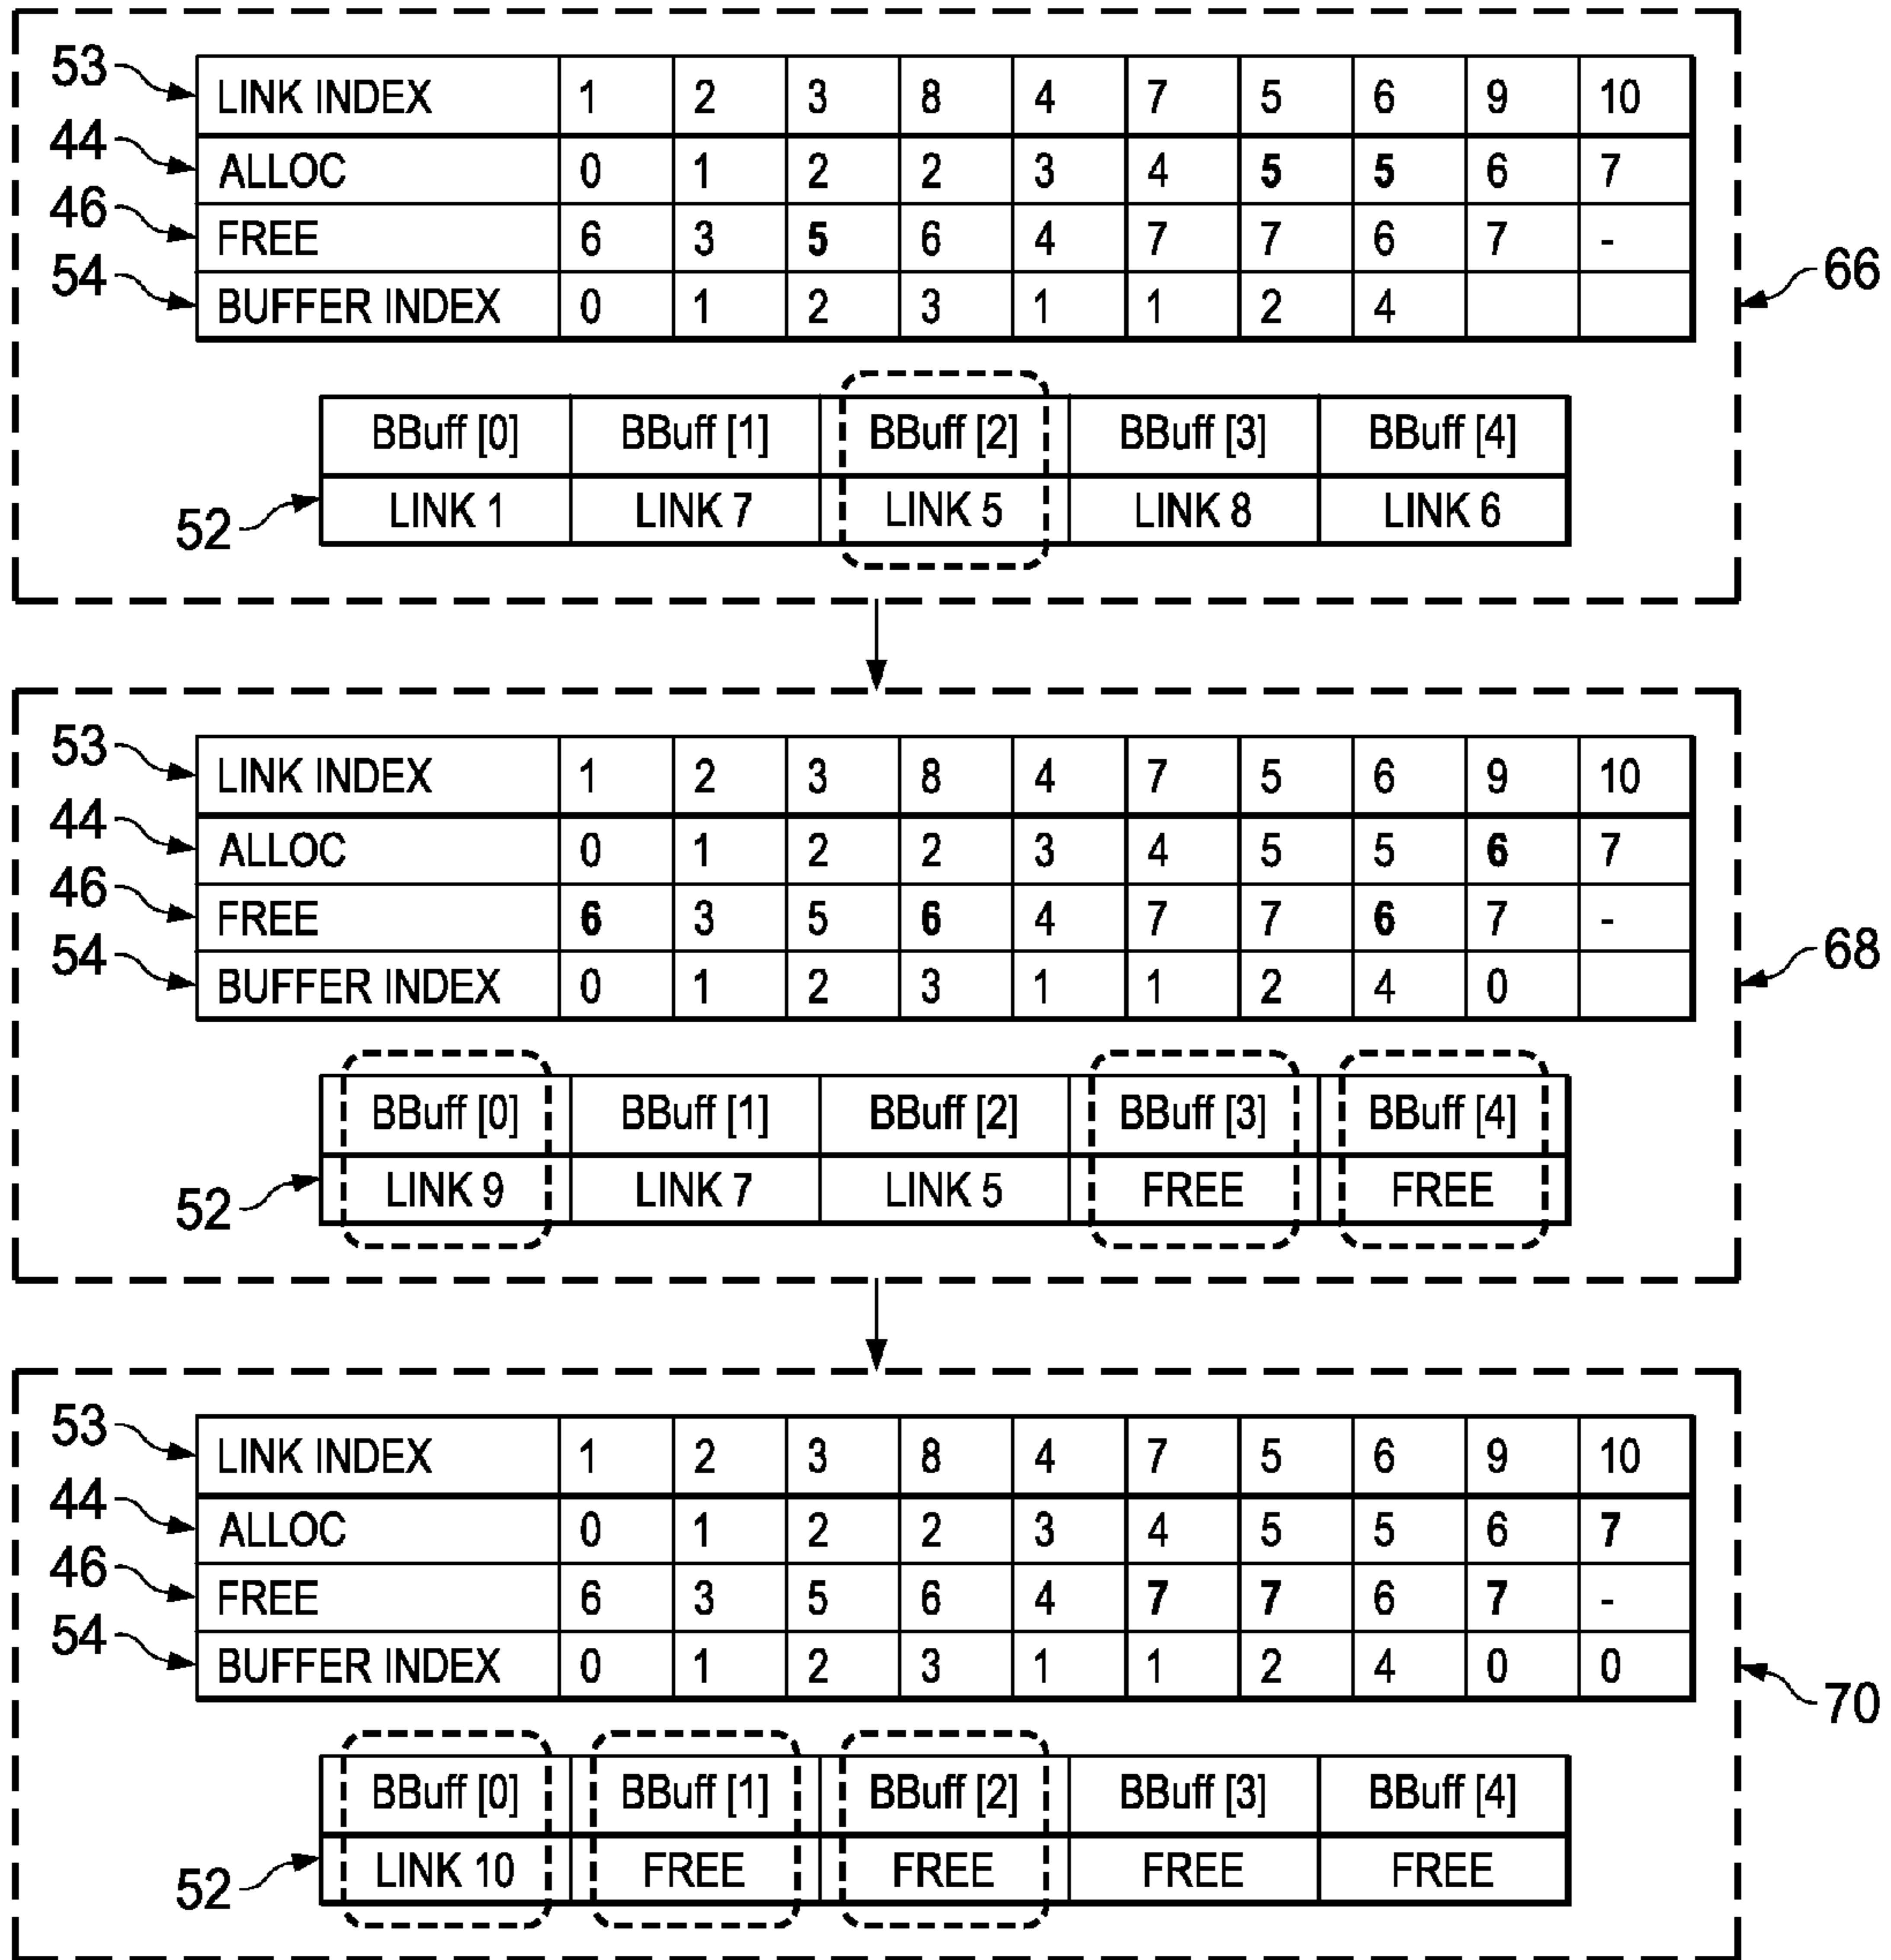 53 LINK INDEX 1 2 3 8 4 7 5 6 9 10
44 ALLOC 0 1 2 2 3 4 5 5 6 7
46 FREE 6 3 5 6 4 7 7 6 7 -
54 BUFFER INDEX 0 1 2 3 1 1 2 4
66
BBuff [0] BBuff [1] BBuff [2] BBuff [3] BBuff [4]
52 LINK 1 LINK 7 LINK 5 LINK 8 LINK 6
53 LINK INDEX 1 2 3 8 4 7 5 6 9 10
44 ALLOC 0 1 2 2 3 4 5 5 6 7
46 FREE 6 3 5 6 4 7 7 6 7 -
54 BUFFER INDEX 0 1 2 3 1 1 2 4 0
68
BBuff [0] BBuff [1] BBuff [2] BBuff [3] BBuff [4]
52 LINK 9 LINK 7 LINK 5 FREE FREE
53 LINK INDEX 1 2 3 8 4 7 5 6 9 10
44 ALLOC 0 1 2 2 3 4 5 5 6 7
46 FREE 6 3 5 6 4 7 7 6 7 -
54 BUFFER INDEX 0 1 2 3 1 1 2 4 0 0
70
BBuff [0] BBuff [1] BBuff [2] BBuff [3] BBuff [4]
52 LINK 10 FREE FREE FREE FREE